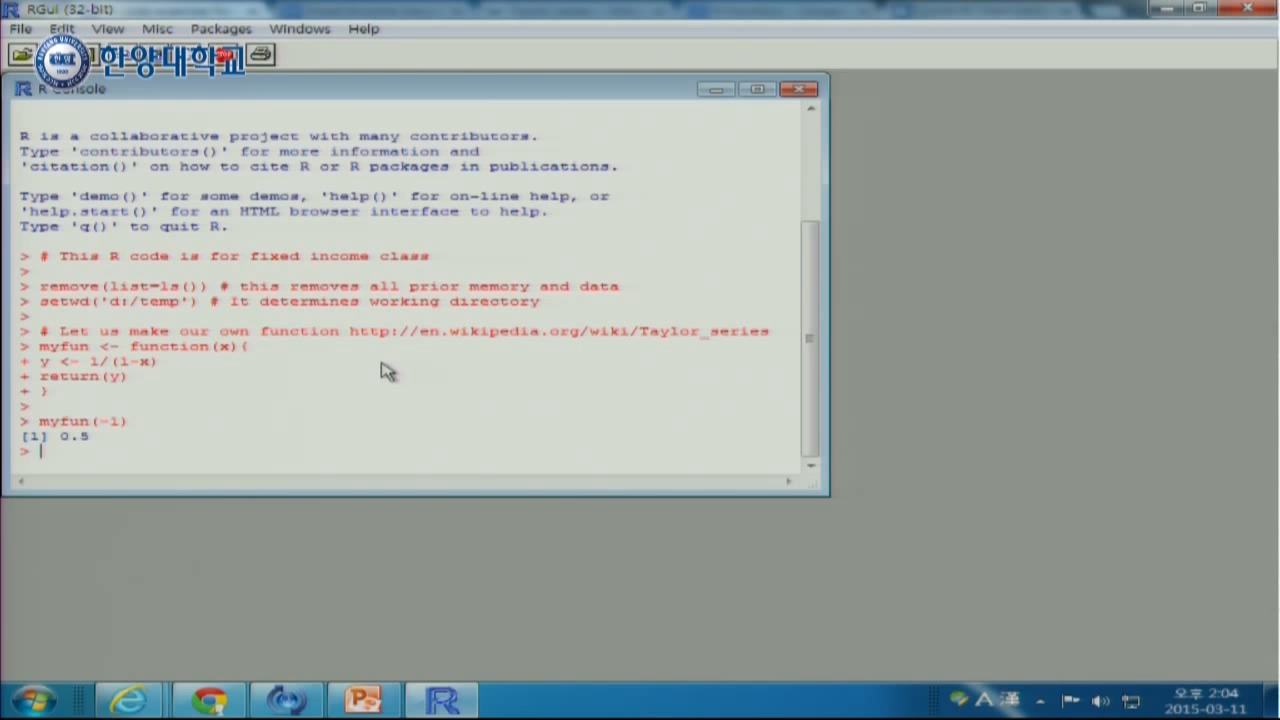 RGui (32-bit)
File Edit View Misc Packages Windows Help
한양대학교
R Console
R is a collaborative project with many contributors.
Type 'contributors()' for more information and
'citation()' on how to cite R or R packages in publications.
Type 'demo()' for some demos, 'help()' for on-line help, or
'help.start()' for an HTML browser interface to help.
Type 'q()' to quit R.
> # This R code is for fixed income class
>
> remove(list=ls()) # this removes all prior memory and data
> setwd('d:/temp') # It determines working directory
>
> # Let us make our own function http://en.wikipedia.org/wiki/Taylor_series
> myfun <- function(x){
+ y <- 1/(1-x)
+ return(y)
+ }
>
> myfun(-1)
[1] 0.5
>
A 漢
오후 2:04
2015-03-11